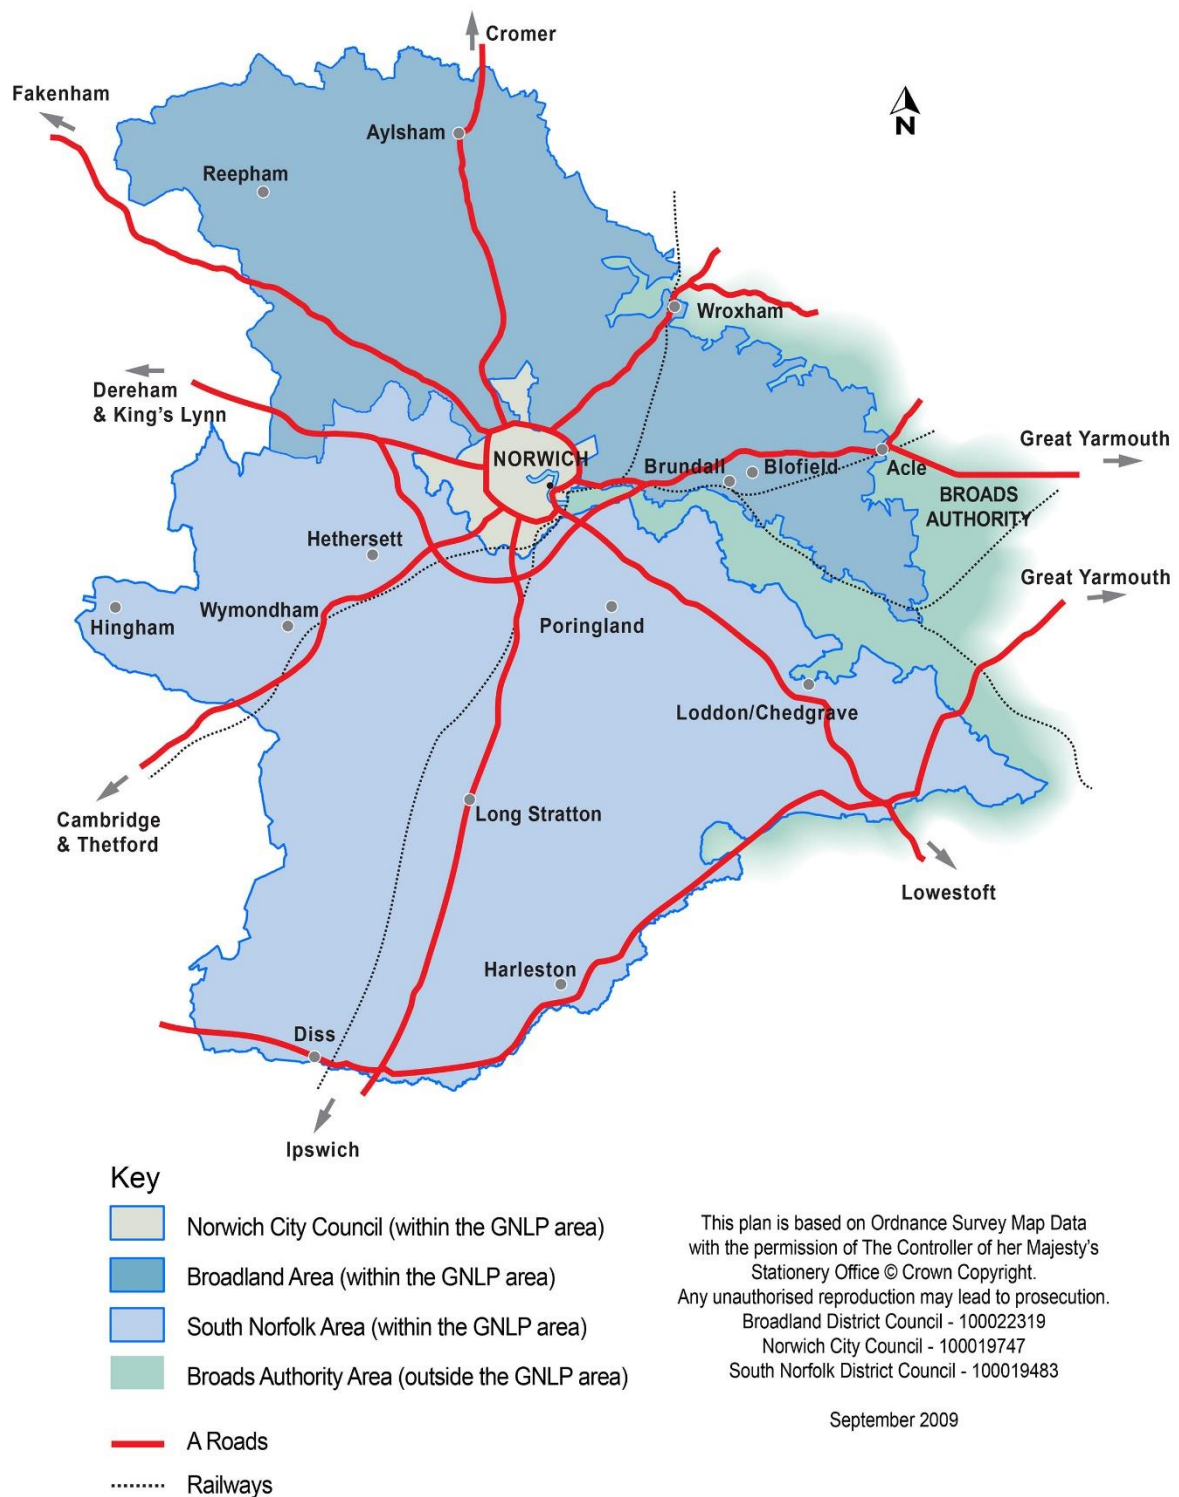 Cromer
Fakenham
N
Aylsham
Reepham
Wroxham
Dereham
& King's Lynn
NORWICH
Great Yarmouth
Brundall
Blofield
Acle
BROADS
AUTHORITY
Hethersett
Great Yarmouth
Hingham
Wymondham
Poringland
Loddon/Chedgrave
Long Stratton
Cambridge
& Thetford
Lowestoft
Harleston
Diss
Ipswich
Key
Norwich City Council (within the GNLP area)
Broadland Area (within the GNLP area)
South Norfolk Area (within the GNLP area)
Broads Authority Area (outside the GNLP area)
A Roads
Railways
This plan is based on Ordnance Survey Map Data
with the permission of The Controller of her Majesty's
Stationery Office © Crown Copyright.
Any unauthorised reproduction may lead to prosecution.
Broadland District Council - 100022319
Norwich City Council - 100019747
South Norfolk District Council - 100019483
September 2009